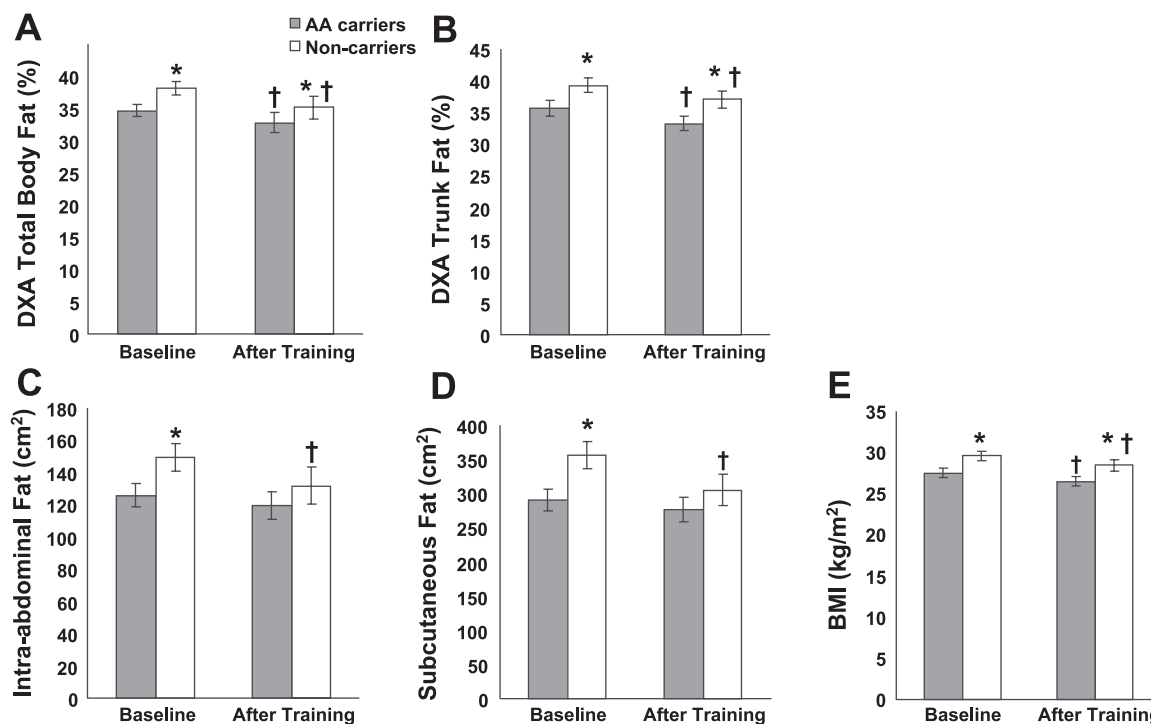 A
AA carriers
Non-carriers
DXA Total Body Fat (%)
40
35
30
25
20
15
10
5
0
*
†
* †
Baseline
After Training
B
DXA Trunk Fat (%)
45
40
35
30
25
20
15
10
5
0
*
†
* †
Baseline
After Training
C
Intra-abdominal Fat (cm²)
180
160
140
120
100
80
60
40
20
0
*
†
Baseline
After Training
D
Subcutaneous Fat (cm²)
400
350
300
250
200
150
100
50
0
*
†
Baseline
After Training
E
BMI (kg/m²)
35
30
25
20
15
10
5
0
*
†
* †
Baseline
After Training